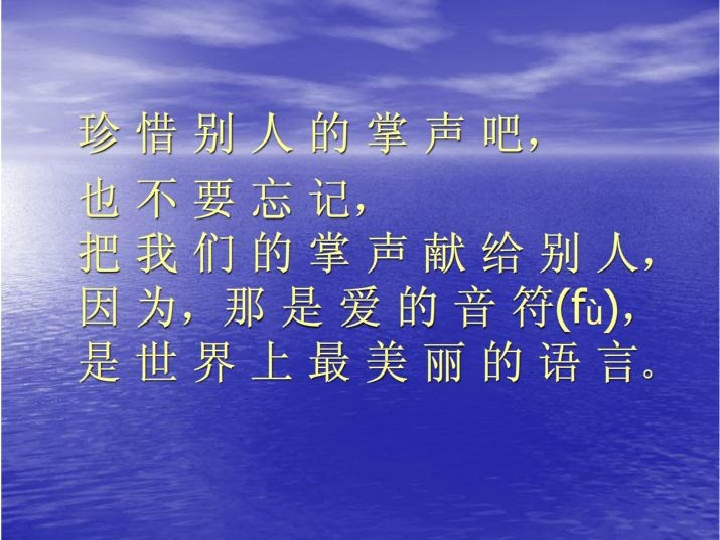 珍惜别人的掌声吧，
也不要忘记，
把我们的掌声献给别人，
因为，那是爱的音符(fù)，
是世界上最美丽的语言。